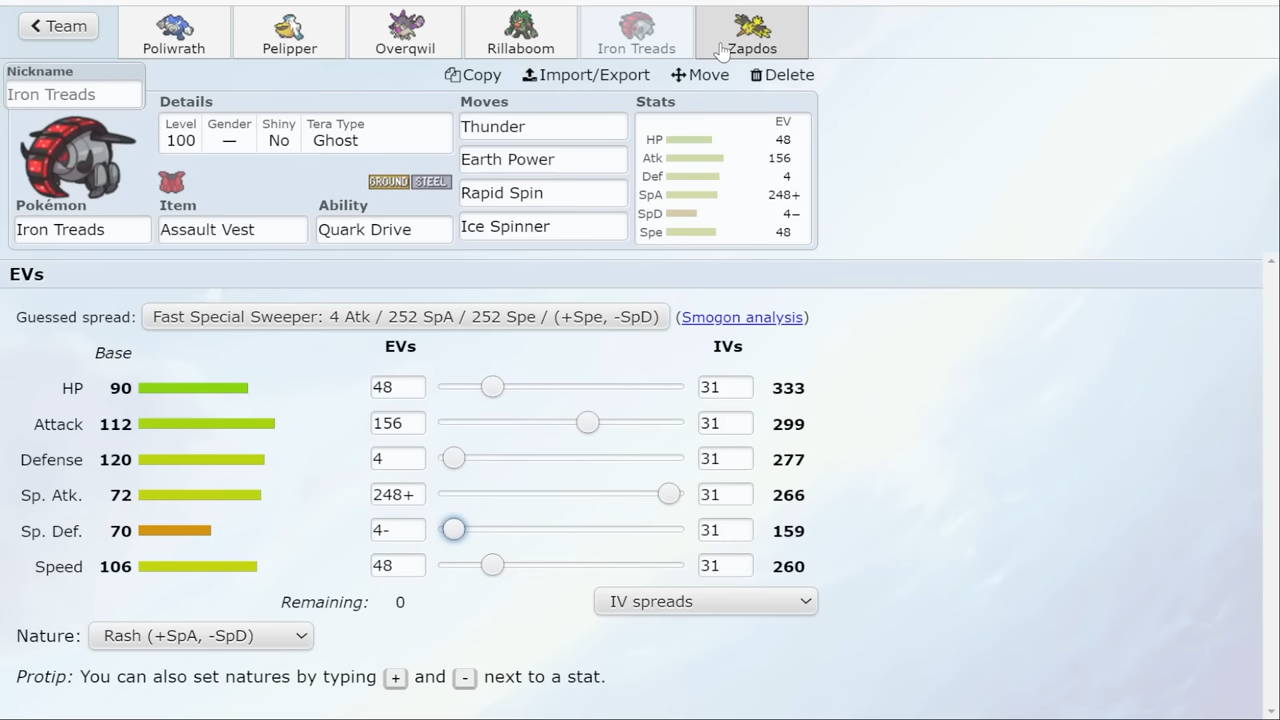 Team
Poliwrath
Pelipper
Overqwil
Rillaboom
Iron Treads
Zapdos
Nickname
Iron Treads
Copy
Import/Export
Move
Delete
Details
Level Gender Shiny Tera Type
100 — No Ghost
GROUND STEEL
Pokémon
Iron Treads
Item
Assault Vest
Ability
Quark Drive
Moves
Thunder
Earth Power
Rapid Spin
Ice Spinner
Stats
EV
HP 48
Atk 156
Def 4
SpA 248+
SpD 4−
Spe 48
EVs
Guessed spread: Fast Special Sweeper: 4 Atk / 252 SpA / 252 Spe / (+Spe, -SpD) (Smogon analysis)
Base EVs IVs
HP 90 48 31 333
Attack 112 156 31 299
Defense 120 4 31 277
Sp. Atk. 72 248+ 31 266
Sp. Def. 70 4- 31 159
Speed 106 48 31 260
Remaining: 0 IV spreads
Nature: Rash (+SpA, -SpD)
Protip: You can also set natures by typing + and - next to a stat.